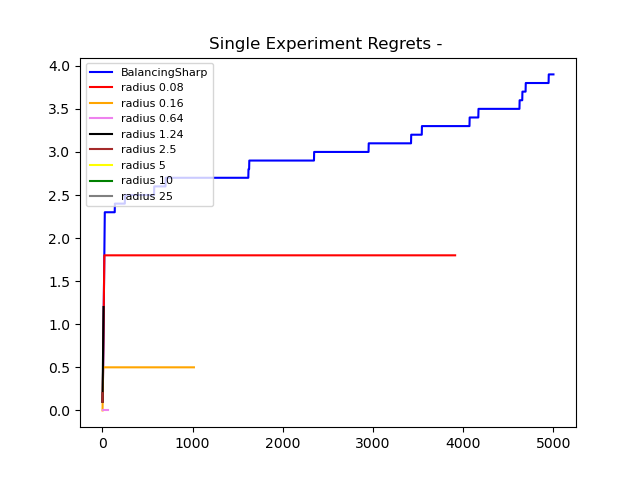 Single Experiment Regrets -
BalancingSharp
radius 0.08
radius 0.16
radius 0.64
radius 1.24
radius 2.5
radius 5
radius 10
radius 25
4.0
3.5
3.0
2.5
2.0
1.5
1.0
0.5
0.0
0 1000 2000 3000 4000 5000